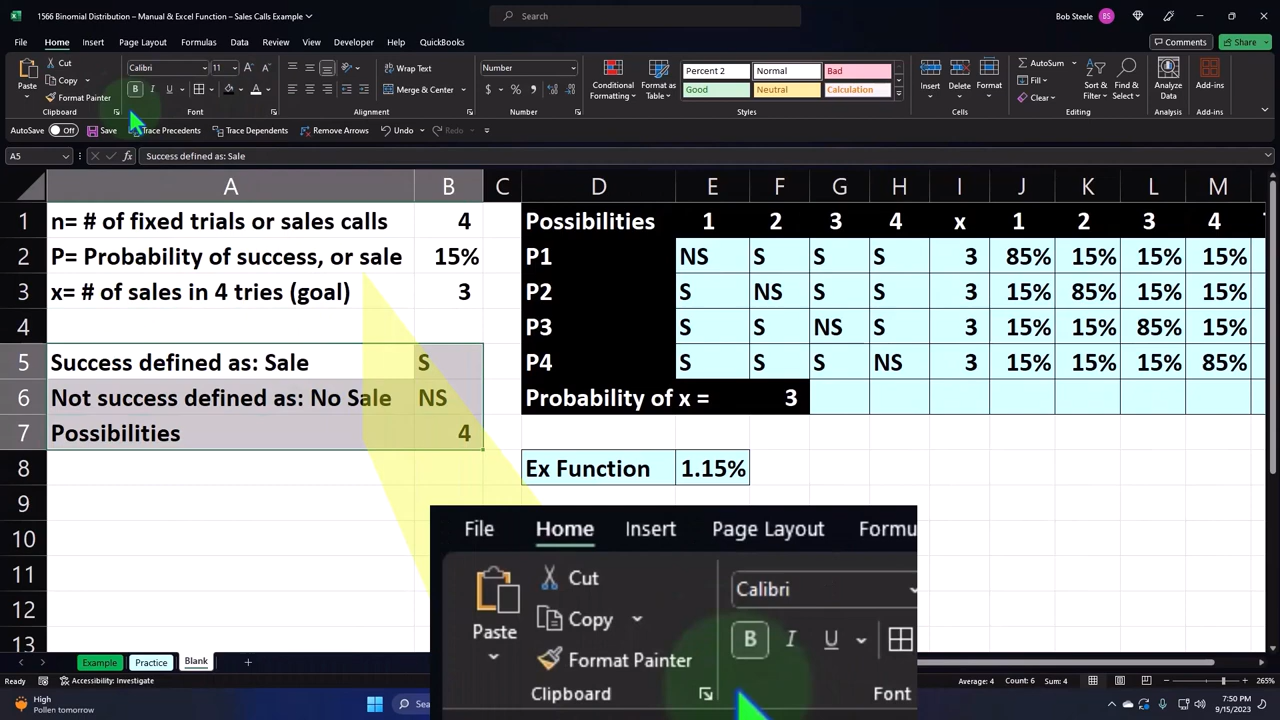 1566 Binomial Distribution – Manual & Excel Function – Sales Calls Example
Search
Bob Steele
BS
File Home Insert Page Layout Formulas Data Review View Developer Help QuickBooks
Comments
Share
Paste
Cut
Copy
Format Painter
Clipboard
Calibri 11
B I U
Font
Wrap Text
Merge & Center
Alignment
Number
$ % ,
Number
Conditional Formatting
Format as Table
Percent 2 Normal Bad
Good Neutral Calculation
Styles
Insert Delete Format
Cells
AutoSum
Fill
Clear
Sort & Filter
Find & Select
Editing
Analyze Data
Analysis
Add-ins
Add-ins
AutoSave Off Save Trace Precedents Trace Dependents Remove Arrows Undo Redo
A5 fx Success defined as: Sale
A B C D E F G H I J K L M
1 n= # of fixed trials or sales calls 4 Possibilities 1 2 3 4 x 1 2 3 4
2 P= Probability of success, or sale 15% P1 NS S S S 3 85% 15% 15% 15%
3 x= # of sales in 4 tries (goal) 3 P2 S NS S S 3 15% 85% 15% 15%
4 P3 S S NS S 3 15% 15% 85% 15%
5 Success defined as: Sale S P4 S S S NS 3 15% 15% 15% 85%
6 Not success defined as: No Sale NS Probability of x = 3
7 Possibilities 4
8 Ex Function 1.15%
9
10
11
12
13
File Home Insert Page Layout Formu
Paste
Cut
Copy
Format Painter
Clipboard
Calibri
B I U
Font
Example Practice Blank
Ready Accessibility: Investigate Average: 4 Count: 6 Sum: 4 265%
High
Pollen tomorrow
Sea
7:50 PM
9/15/2023